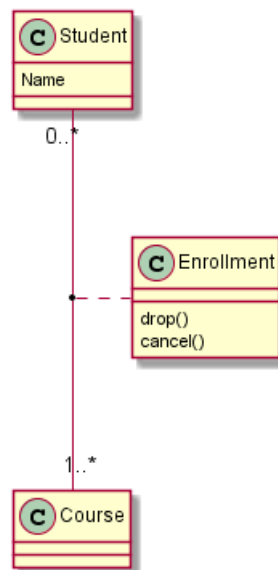 C Student
Name
0..*
C Enrollment
drop()
cancel()
1..*
C Course